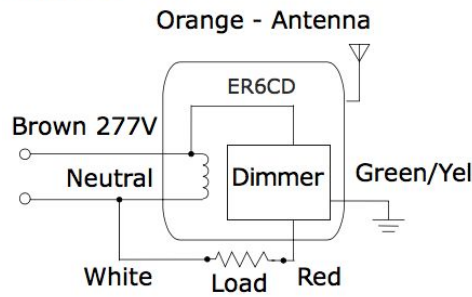 Orange - Antenna
ER6CD
Brown 277V
Neutral
Dimmer
Green/Yel
White
Load
Red